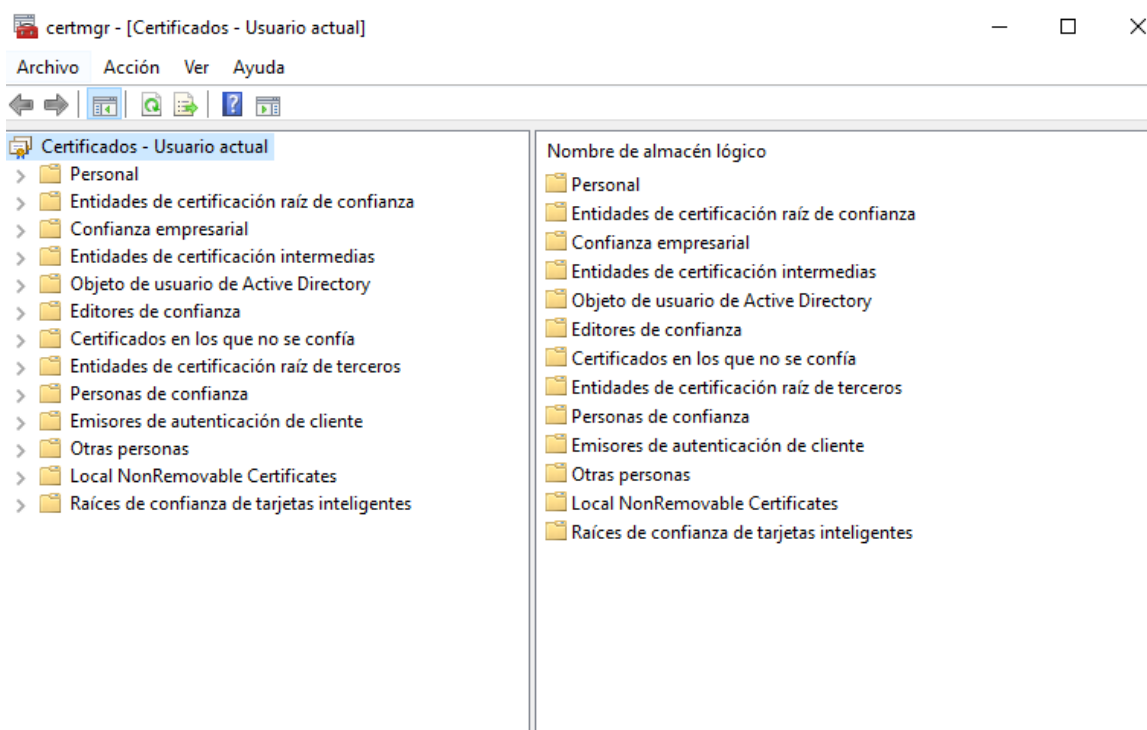 certmgr - [Certificados - Usuario actual]
Archivo Acción Ver Ayuda
Certificados - Usuario actual
Personal
Entidades de certificación raíz de confianza
Confianza empresarial
Entidades de certificación intermedias
Objeto de usuario de Active Directory
Editores de confianza
Certificados en los que no se confía
Entidades de certificación raíz de terceros
Personas de confianza
Emisores de autenticación de cliente
Otras personas
Local NonRemovable Certificates
Raíces de confianza de tarjetas inteligentes
Nombre de almacén lógico
Personal
Entidades de certificación raíz de confianza
Confianza empresarial
Entidades de certificación intermedias
Objeto de usuario de Active Directory
Editores de confianza
Certificados en los que no se confía
Entidades de certificación raíz de terceros
Personas de confianza
Emisores de autenticación de cliente
Otras personas
Local NonRemovable Certificates
Raíces de confianza de tarjetas inteligentes